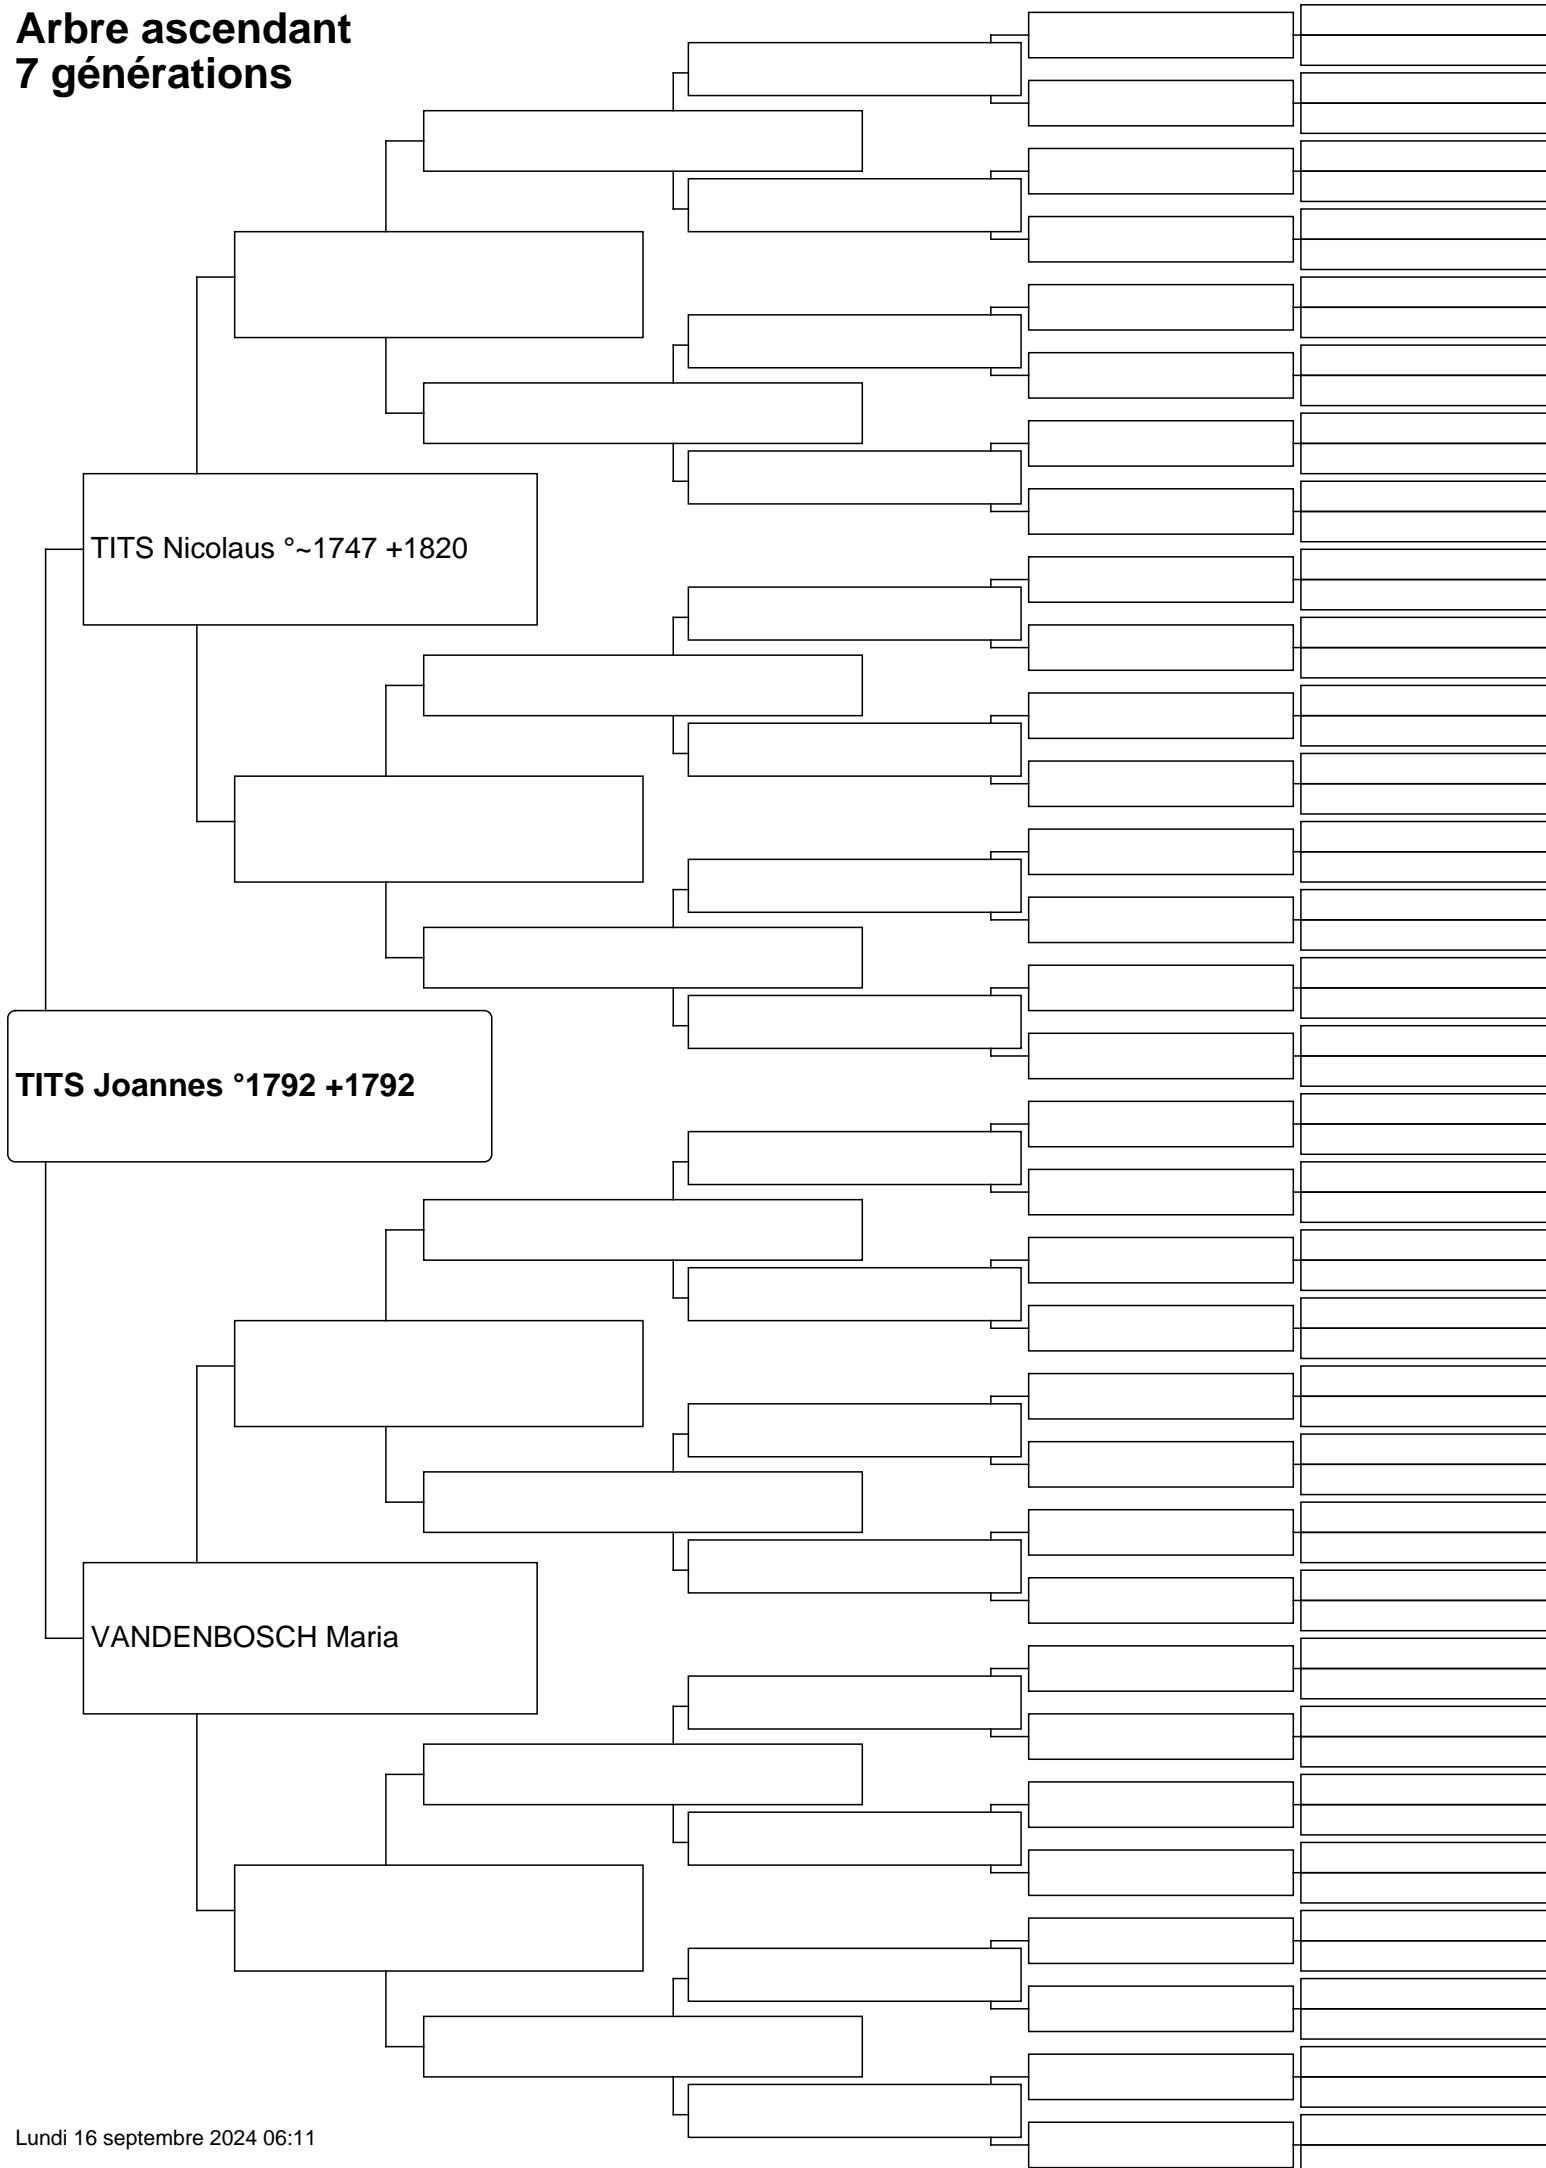 Arbre ascendant
7 générations
TITS Nicolaus °~1747 +1820
TITS Joannes °1792 +1792
VANDENBOSCH Maria
Lundi 16 septembre 2024 06:11